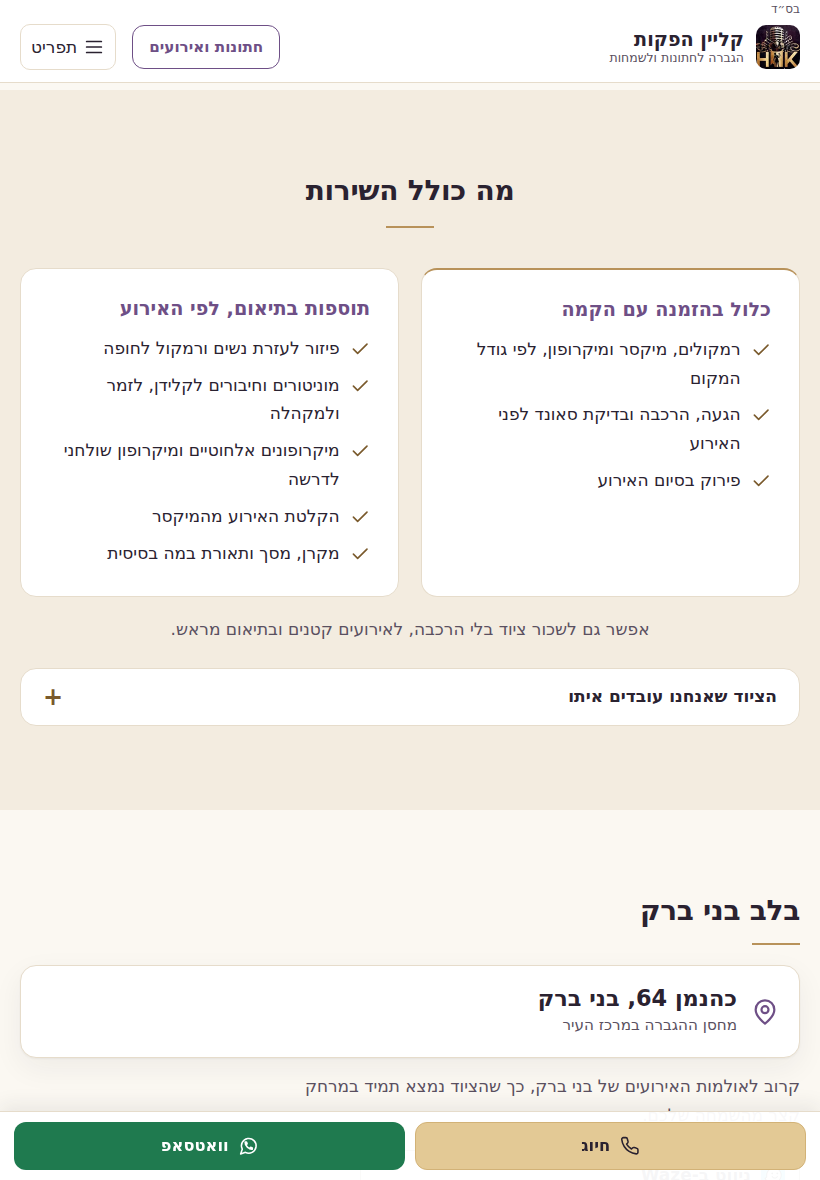 בס״ד
קליין הפקות
הגברה לחתונות ולשמחות
חתונות ואירועים
תפריט
מה כולל השירות
כלול בהזמנה עם הקמה
רמקולים, מיקסר ומיקרופון, לפי גודל
המקום
הגעה, הרכבה ובדיקת סאונד לפני
האירוע
פירוק בסיום האירוע
תוספות בתיאום, לפי האירוע
פיזור לעזרת נשים ורמקול לחופה
מוניטורים וחיבורים לקלידן, לזמר
ולמקהלה
מיקרופונים אלחוטיים ומיקרופון שולחני
לדרשה
הקלטת האירוע מהמיקסר
מקרן, מסך ותאורת במה בסיסית
אפשר גם לשכור ציוד בלי הרכבה, לאירועים קטנים ובתיאום מראש.
הציוד שאנחנו עובדים איתו
+
בלב בני ברק
כהנמן 64, בני ברק
מחסן ההגברה במרכז העיר
קרוב לאולמות האירועים של בני ברק, כך שהציוד נמצא תמיד במרחק
חיוג
וואטסאפ